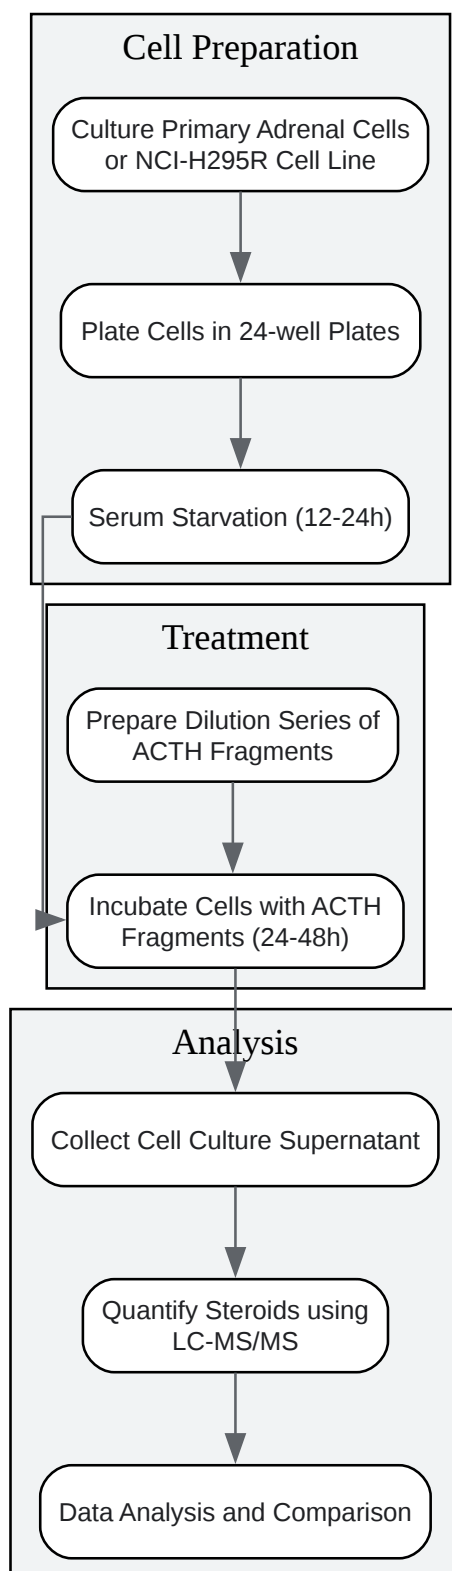 Cell Preparation
Culture Primary Adrenal Cells
or NCI-H295R Cell Line
Plate Cells in 24-well Plates
Serum Starvation (12-24h)
Treatment
Prepare Dilution Series of
ACTH Fragments
Incubate Cells with ACTH
Fragments (24-48h)
Analysis
Collect Cell Culture Supernatant
Quantify Steroids using
LC-MS/MS
Data Analysis and Comparison